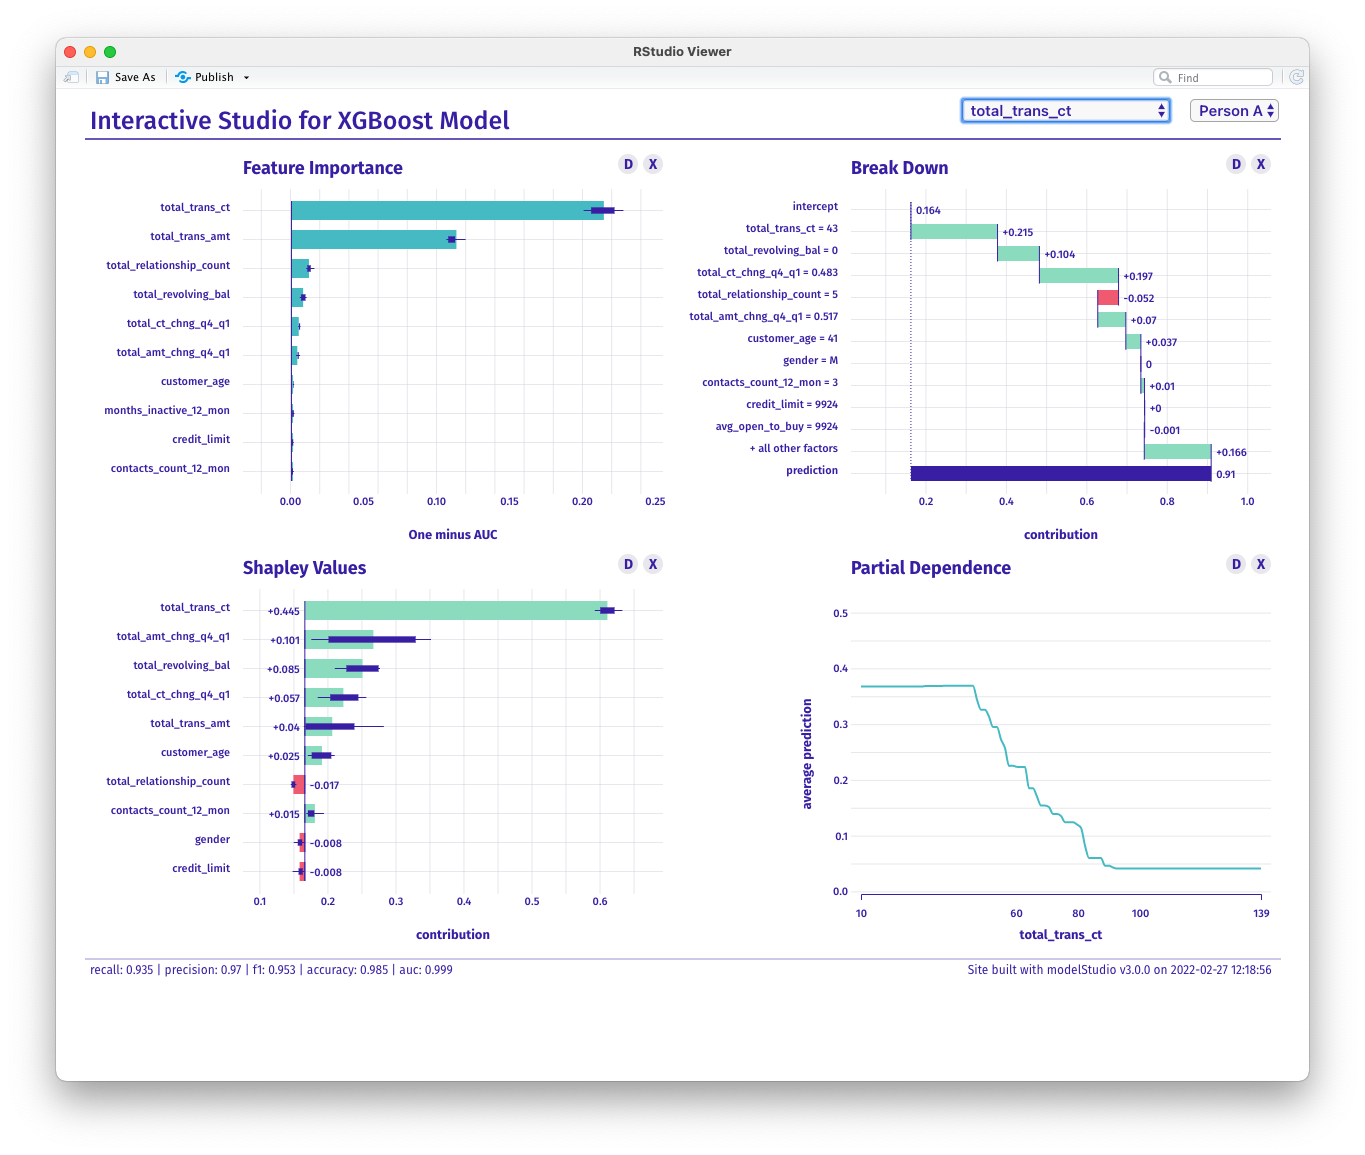 RStudio Viewer
Save As Publish Find
Interactive Studio for XGBoost Model
total_trans_ct Person A
Feature Importance D X
total_trans_ct
total_trans_amt
total_relationship_count
total_revolving_bal
total_ct_chng_q4_q1
total_amt_chng_q4_q1
customer_age
months_inactive_12_mon
credit_limit
contacts_count_12_mon
0.00 0.05 0.10 0.15 0.20 0.25
One minus AUC
Break Down D X
intercept 0.164
total_trans_ct = 43 +0.215
total_revolving_bal = 0 +0.104
total_ct_chng_q4_q1 = 0.483 +0.197
total_relationship_count = 5 -0.052
total_amt_chng_q4_q1 = 0.517 +0.07
customer_age = 41 +0.037
gender = M 0
contacts_count_12_mon = 3 +0.01
credit_limit = 9924 +0
avg_open_to_buy = 9924 -0.001
+ all other factors +0.166
prediction 0.91
0.2 0.4 0.6 0.8 1.0
contribution
Shapley Values D X
total_trans_ct +0.445
total_amt_chng_q4_q1 +0.101
total_revolving_bal +0.085
total_ct_chng_q4_q1 +0.057
total_trans_amt +0.04
customer_age +0.025
total_relationship_count -0.017
contacts_count_12_mon +0.015
gender -0.008
credit_limit -0.008
0.1 0.2 0.3 0.4 0.5 0.6
contribution
Partial Dependence D X
average prediction
0.5
0.4
0.3
0.2
0.1
0.0
10 60 80 100 139
total_trans_ct
recall: 0.935 | precision: 0.97 | f1: 0.953 | accuracy: 0.985 | auc: 0.999
Site built with modelStudio v3.0.0 on 2022-02-27 12:18:56